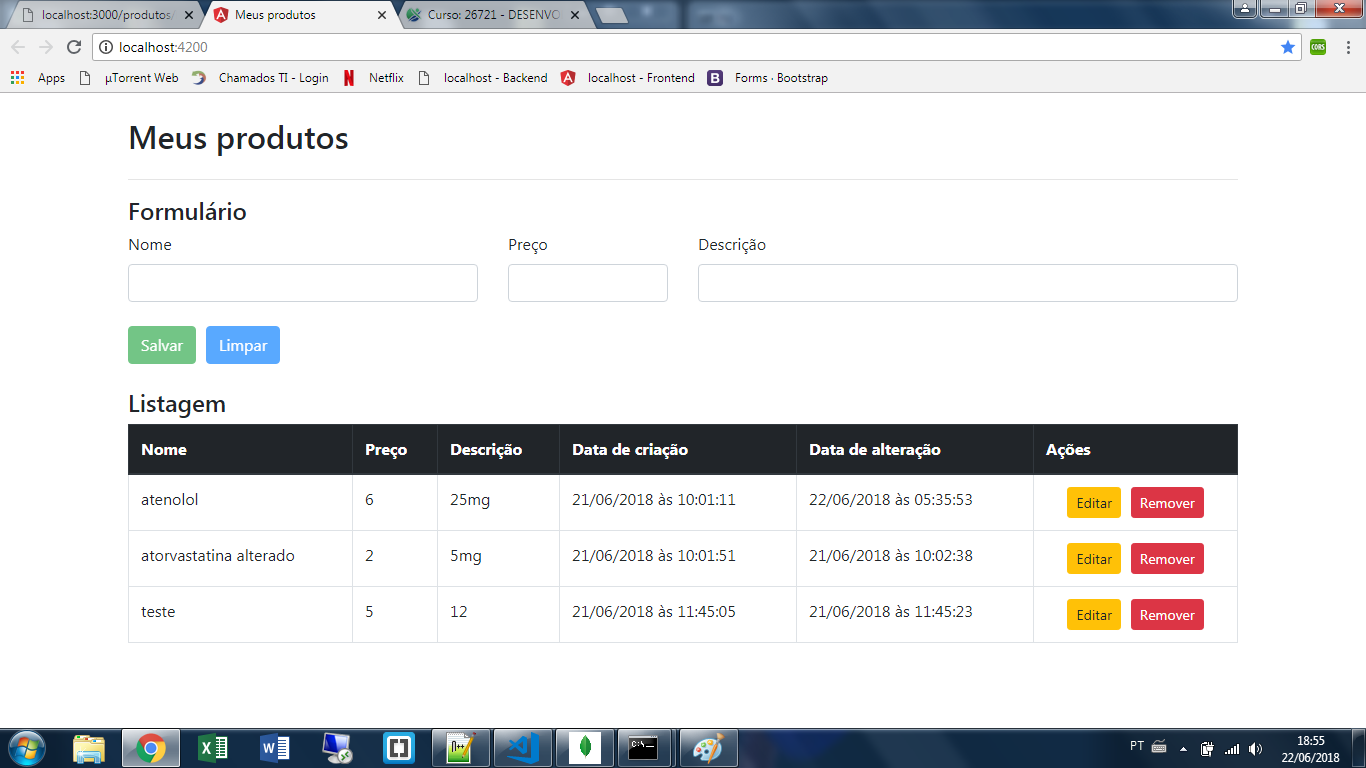 localhost:3000/produtos/
Meus produtos
Curso: 26721 - DESENVO
localhost:4200
CORS
Apps
µTorrent Web
Chamados TI - Login
Netflix
localhost - Backend
localhost - Frontend
Forms · Bootstrap
Meus produtos
Formulário
Nome Preço Descrição
Salvar Limpar
Listagem
Nome Preço Descrição Data de criação Data de alteração Ações
atenolol 6 25mg 21/06/2018 às 10:01:11 22/06/2018 às 05:35:53 Editar Remover
atorvastatina alterado 2 5mg 21/06/2018 às 10:01:51 21/06/2018 às 10:02:38 Editar Remover
teste 5 12 21/06/2018 às 11:45:05 21/06/2018 às 11:45:23 Editar Remover
PT
18:55
22/06/2018